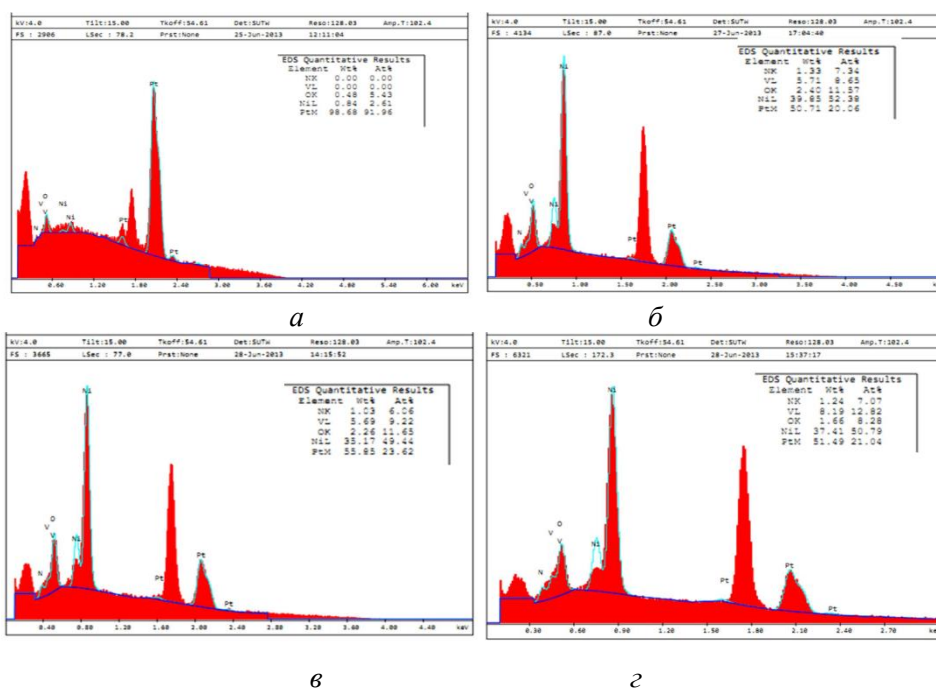 kV:4.0 Tilt:15.00 Tkoff:54.61 Det:SUTW Reso:128.03 Amp.T:102.4
FS : 2906 LSec : 78.2 Prst:None 25-Jun-2013 12:11:04
EDS Quantitative Results
Element Wt% At%
NK 0.00 0.00
VL 0.00 0.00
OK 0.48 5.43
NiL 0.84 2.61
PtM 98.68 91.96
Pt
O
V Ni
V Ni Pt
N Pt
0.60 1.20 1.80 2.40 3.00 3.60 4.20 4.80 5.40 6.00 keV
а
kV:4.0 Tilt:15.00 Tkoff:54.61 Det:SUTW Reso:128.03 Amp.T:102.4
FS : 4134 LSec : 87.0 Prst:None 27-Jun-2013 17:04:40
EDS Quantitative Results
Element Wt% At%
NK 1.33 7.34
VL 5.71 8.65
OK 2.40 11.57
NiL 39.85 52.38
PtM 50.71 20.06
Ni
O
V
V Ni
N Pt Pt
Pt
0.50 1.00 1.50 2.00 2.50 3.00 3.50 4.00 4.50 keV
б
kV:4.0 Tilt:15.00 Tkoff:54.61 Det:SUTW Reso:128.03 Amp.T:102.4
FS : 3665 LSec : 77.0 Prst:None 28-Jun-2013 14:15:52
EDS Quantitative Results
Element Wt% At%
NK 1.03 6.06
VL 5.69 9.22
OK 2.26 11.65
NiL 35.17 49.44
PtM 55.85 23.62
Ni
O
V
V Ni
N Pt Pt
Pt
0.40 0.80 1.20 1.60 2.00 2.40 2.80 3.20 3.60 4.00 4.40 keV
в
kV:4.0 Tilt:15.00 Tkoff:54.61 Det:SUTW Reso:128.03 Amp.T:102.4
FS : 6321 LSec : 172.3 Prst:None 28-Jun-2013 15:37:17
EDS Quantitative Results
Element Wt% At%
NK 1.24 7.07
VL 8.19 12.82
OK 1.66 8.28
NiL 37.41 50.79
PtM 51.49 21.04
Ni
O
V
V Ni
N Pt Pt
Pt
0.30 0.60 0.90 1.20 1.50 1.80 2.10 2.40 2.70 keV
г